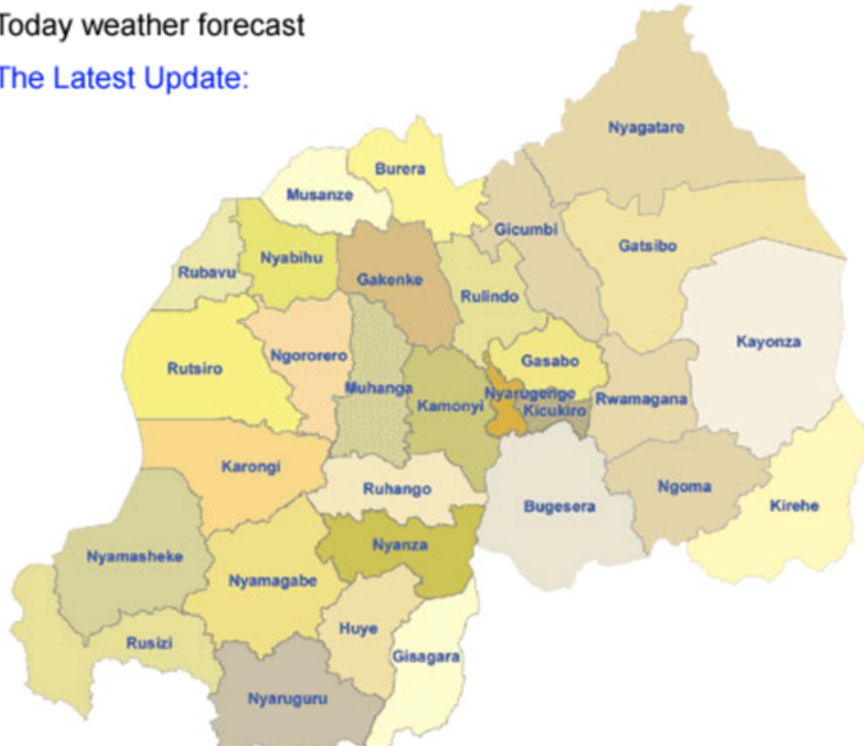 Today weather forecast
The Latest Update:
Nyagatare
Burera
Musanze
Gicumbi
Gatsibo
Nyabihu
Rubavu
Gakenke
Rulindo
Kayonza
Ngororero
Gasabo
Rutsiro
Muhanga
Nyarugenge
Rwamagana
Kamonyi
Kicukiro
Karongi
Ruhango
Ngoma
Bugesera
Kirehe
Nyanza
Nyamasheke
Nyamagabe
Huye
Rusizi
Gisagara
Nyaruguru